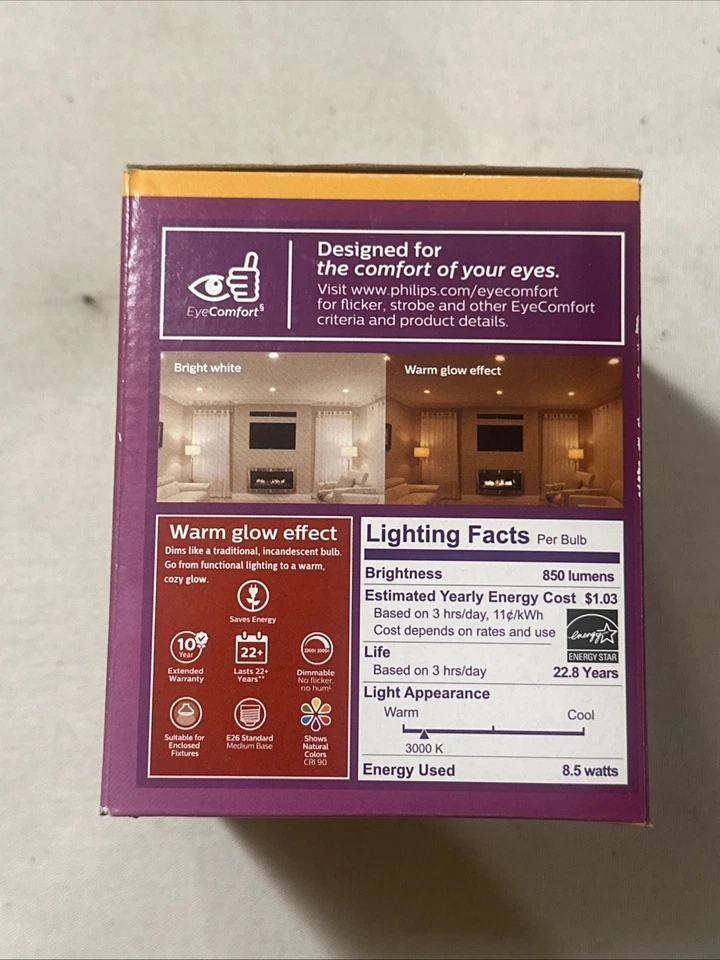 Designed for
the comfort of your eyes.
Visit www.philips.com/eyecomfort
for flicker, strobe and other EyeComfort
criteria and product details.
EyeComfort§
Bright white
Warm glow effect
Warm glow effect
Dims like a traditional, incandescent bulb.
Go from functional lighting to a warm,
cozy glow.
Saves Energy
10
Year
Extended
Warranty
22+
Lasts 22+
Years**
Dimmable
No flicker,
no hum‡
Suitable for
Enclosed
Fixtures
E26 Standard
Medium Base
Shows
Natural
Colors
CRI 90
Lighting Facts Per Bulb
Brightness 850 lumens
Estimated Yearly Energy Cost $1.03
Based on 3 hrs/day, 11¢/kWh
Cost depends on rates and use
energy
ENERGY STAR
Life
Based on 3 hrs/day 22.8 Years
Light Appearance
Warm Cool
3000 K
Energy Used 8.5 watts